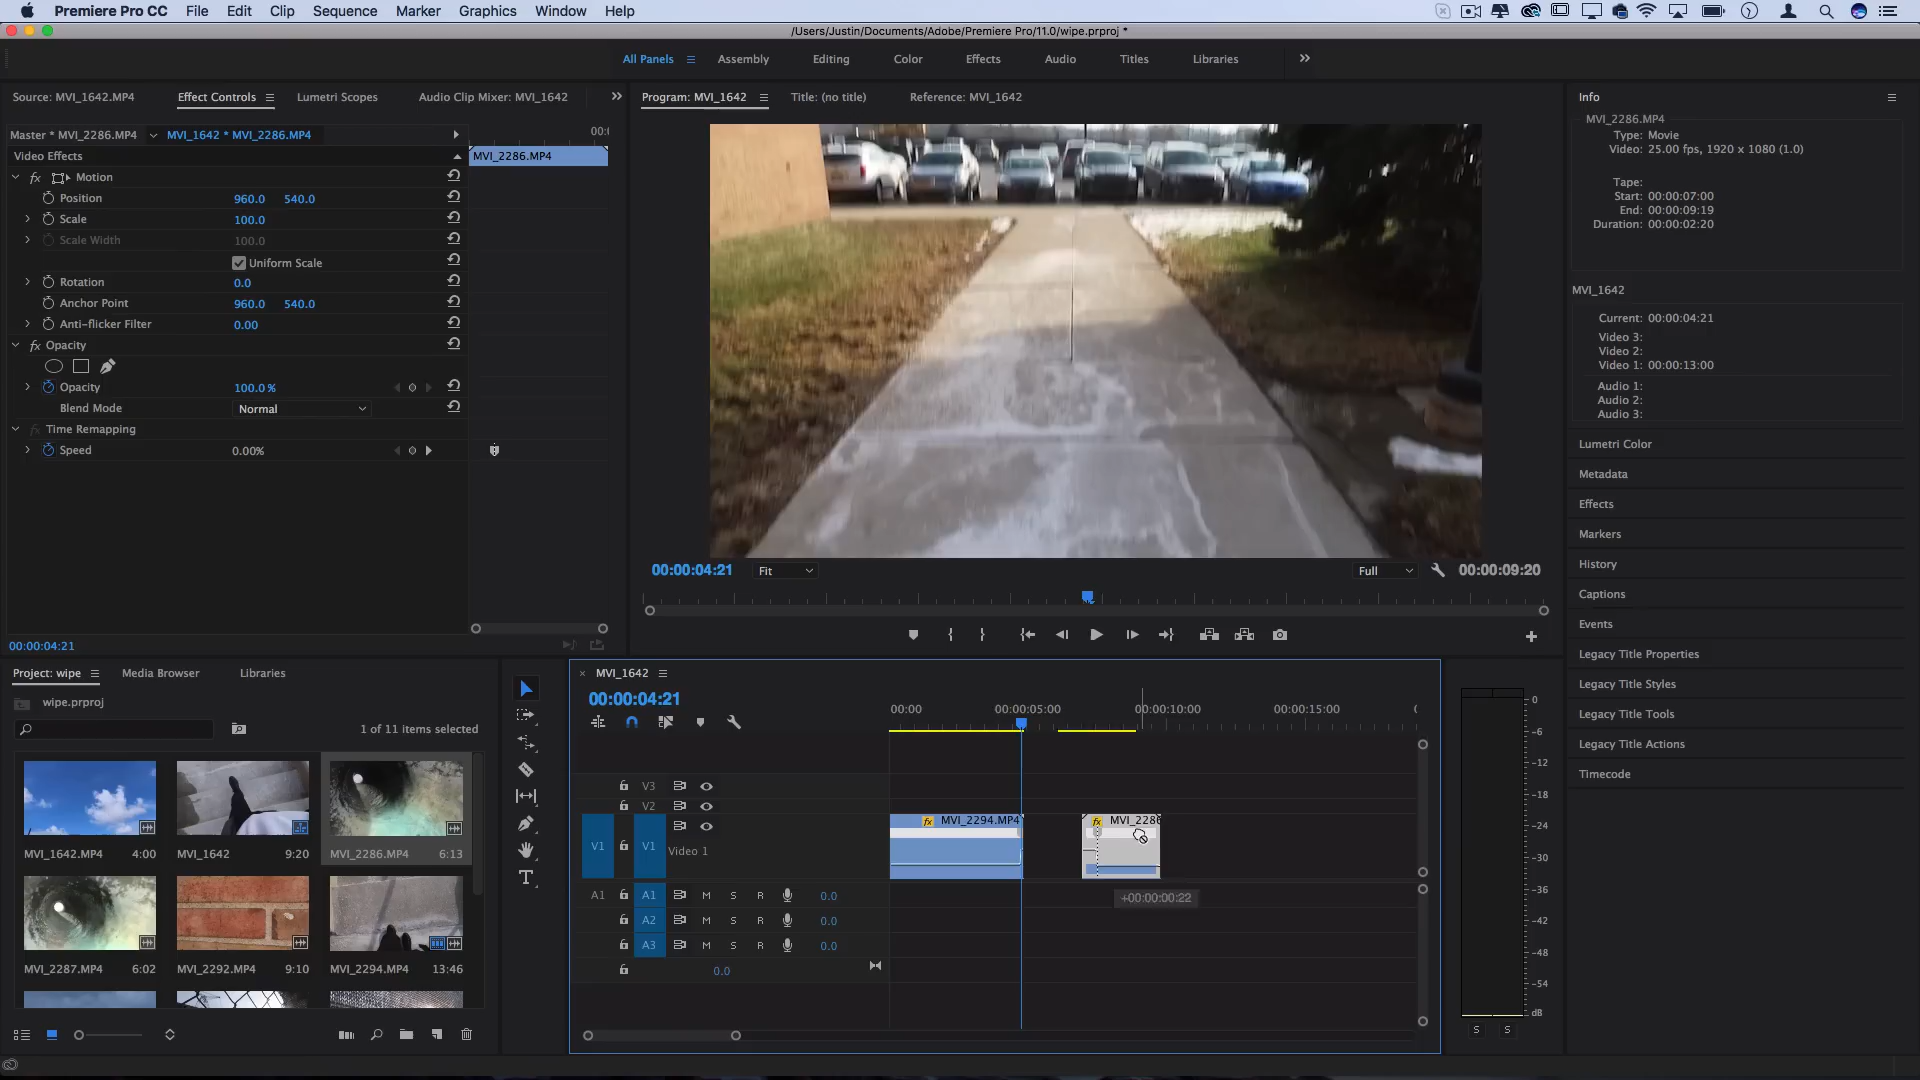 Premiere Pro CC File Edit Clip Sequence Marker Graphics Window Help
/Users/Justin/Documents/Adobe/Premiere Pro/11.0/wipe.prproj *
All Panels Assembly Editing Color Effects Audio Titles Libraries
Source: MVI_1642.MP4 Effect Controls Lumetri Scopes Audio Clip Mixer: MVI_1642
Master * MVI_2286.MP4 MVI_1642 * MVI_2286.MP4
00:
Video Effects
MVI_2286.MP4
fx Motion
Position 960.0 540.0
Scale 100.0
Scale Width 100.0
Uniform Scale
Rotation 0.0
Anchor Point 960.0 540.0
Anti-flicker Filter 0.00
fx Opacity
Opacity 100.0 %
Blend Mode Normal
fx Time Remapping
Speed 0.00%
00:00:04:21
Program: MVI_1642 Title: (no title) Reference: MVI_1642
00:00:04:21 Fit Full 00:00:09:20
Info
MVI_2286.MP4
Type: Movie
Video: 25.00 fps, 1920 x 1080 (1.0)
Tape:
Start: 00:00:07:00
End: 00:00:09:19
Duration: 00:00:02:20
MVI_1642
Current: 00:00:04:21
Video 3:
Video 2:
Video 1: 00:00:13:00
Audio 1:
Audio 2:
Audio 3:
Lumetri Color
Metadata
Effects
Markers
History
Captions
Events
Legacy Title Properties
Legacy Title Styles
Legacy Title Tools
Legacy Title Actions
Timecode
Project: wipe Media Browser Libraries
wipe.prproj
1 of 11 items selected
MVI_1642.MP4 4:00
MVI_1642 9:20
MVI_2286.MP4 6:13
MVI_2287.MP4 6:02
MVI_2292.MP4 9:10
MVI_2294.MP4 13:46
T
× MVI_1642
00:00:04:21
00:00 00:00:05:00 00:00:10:00 00:00:15:00
V3
V2
V1 V1 Video 1
fx MVI_2294.MP4
fx MVI_2286
+00:00:00:22
A1 A1 M S R 0.0
A2 M S R 0.0
A3 M S R 0.0
0.0
0
-6
-12
-18
-24
-30
-36
-42
-48
-54
dB
S S